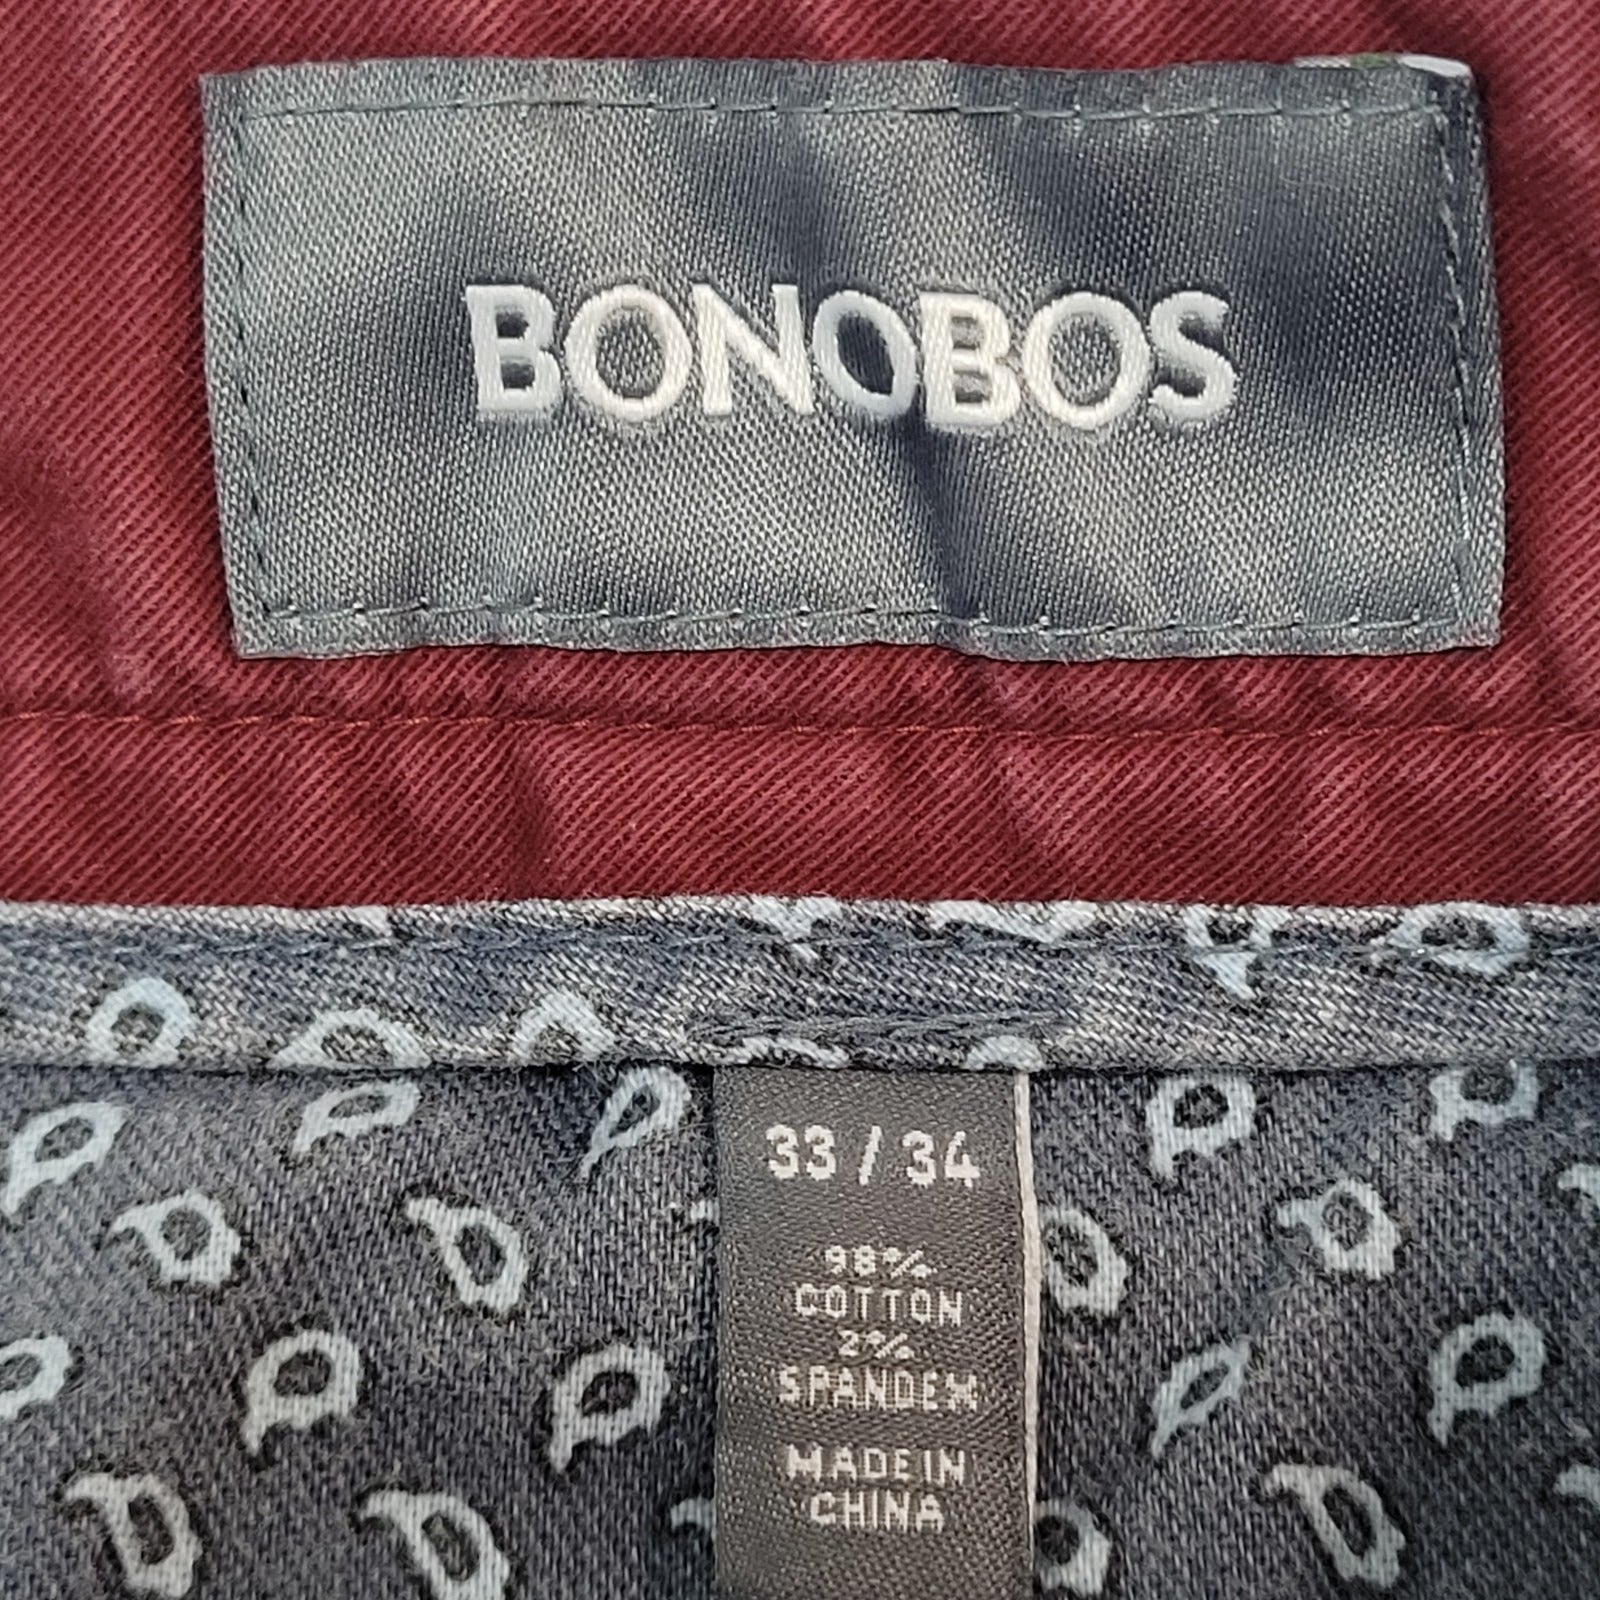 BONOBOS
33 / 34
98%
COTTON
2%
SPANDEX
MADE IN
CHINA